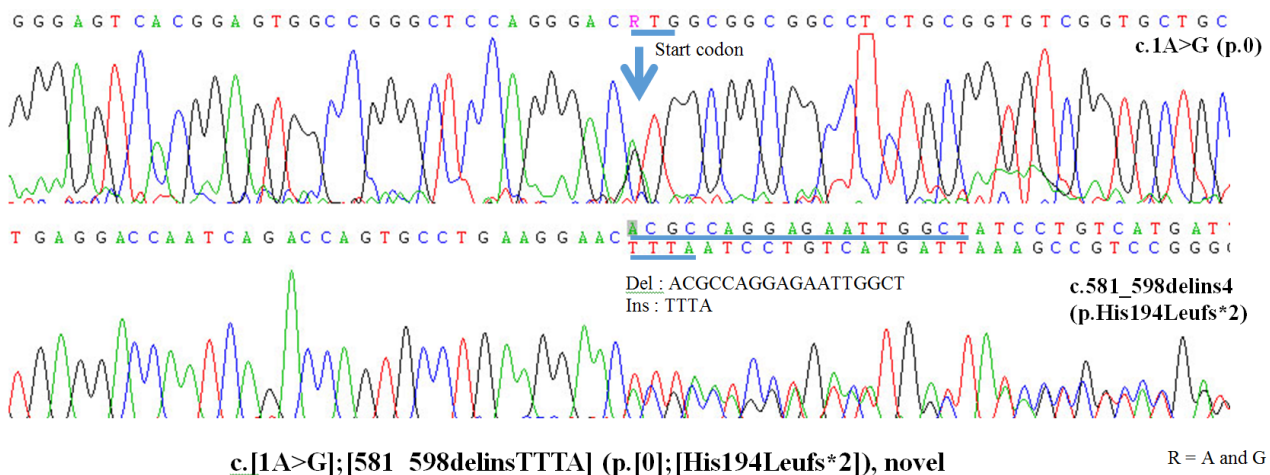 G G G A G T C A C G G A G T G G C C G G G C T C C A G G G A C R T G G C G G C G G C C T C T G C G G T G T C G G T G C T G C
Start codon
c.1A>G (p.0)
T G A G G A C C A A T C A G A C C A G T G C C T G A A G G A A C A C G C C A G G A G A A T T G G C T A T C C T G T C A T G A T T
T T T A A T C C T G T C A T G A T T A A A G C C G T C C G G G G
Del : ACGCCAGGAGAATTGGCT
Ins : TTTA
c.581_598delins4
(p.His194Leufs*2)
c.[1A>G];[581_598delinsTTTA] (p.[0];[His194Leufs*2]), novel
R = A and G